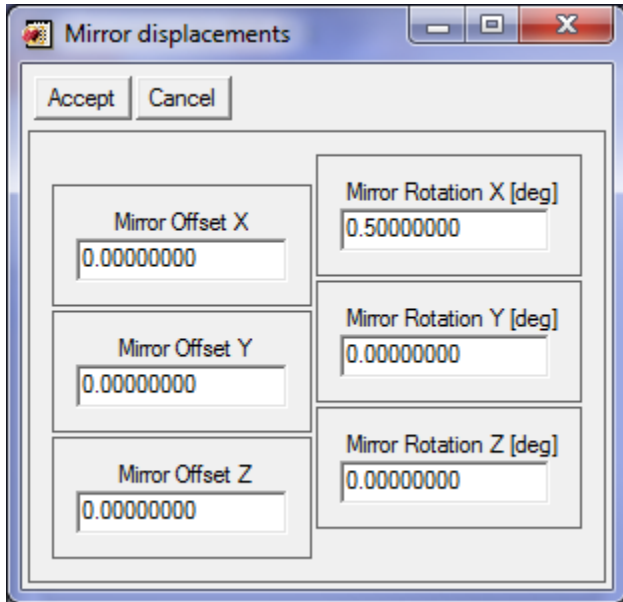 Mirror displacements
Accept Cancel
Mirror Offset X
0.00000000
Mirror Offset Y
0.00000000
Mirror Offset Z
0.00000000
Mirror Rotation X [deg]
0.50000000
Mirror Rotation Y [deg]
0.00000000
Mirror Rotation Z [deg]
0.00000000